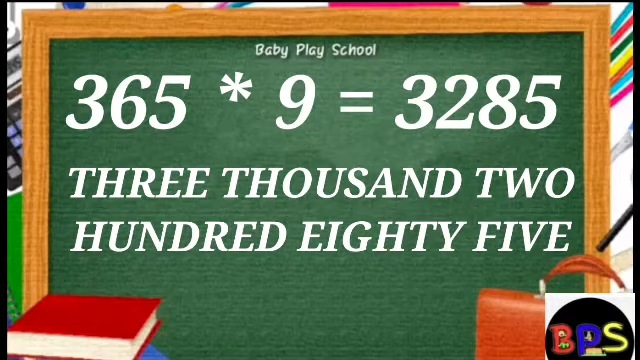 Baby Play School
365 * 9 = 3285
THREE THOUSAND TWO
HUNDRED EIGHTY FIVE
BPS